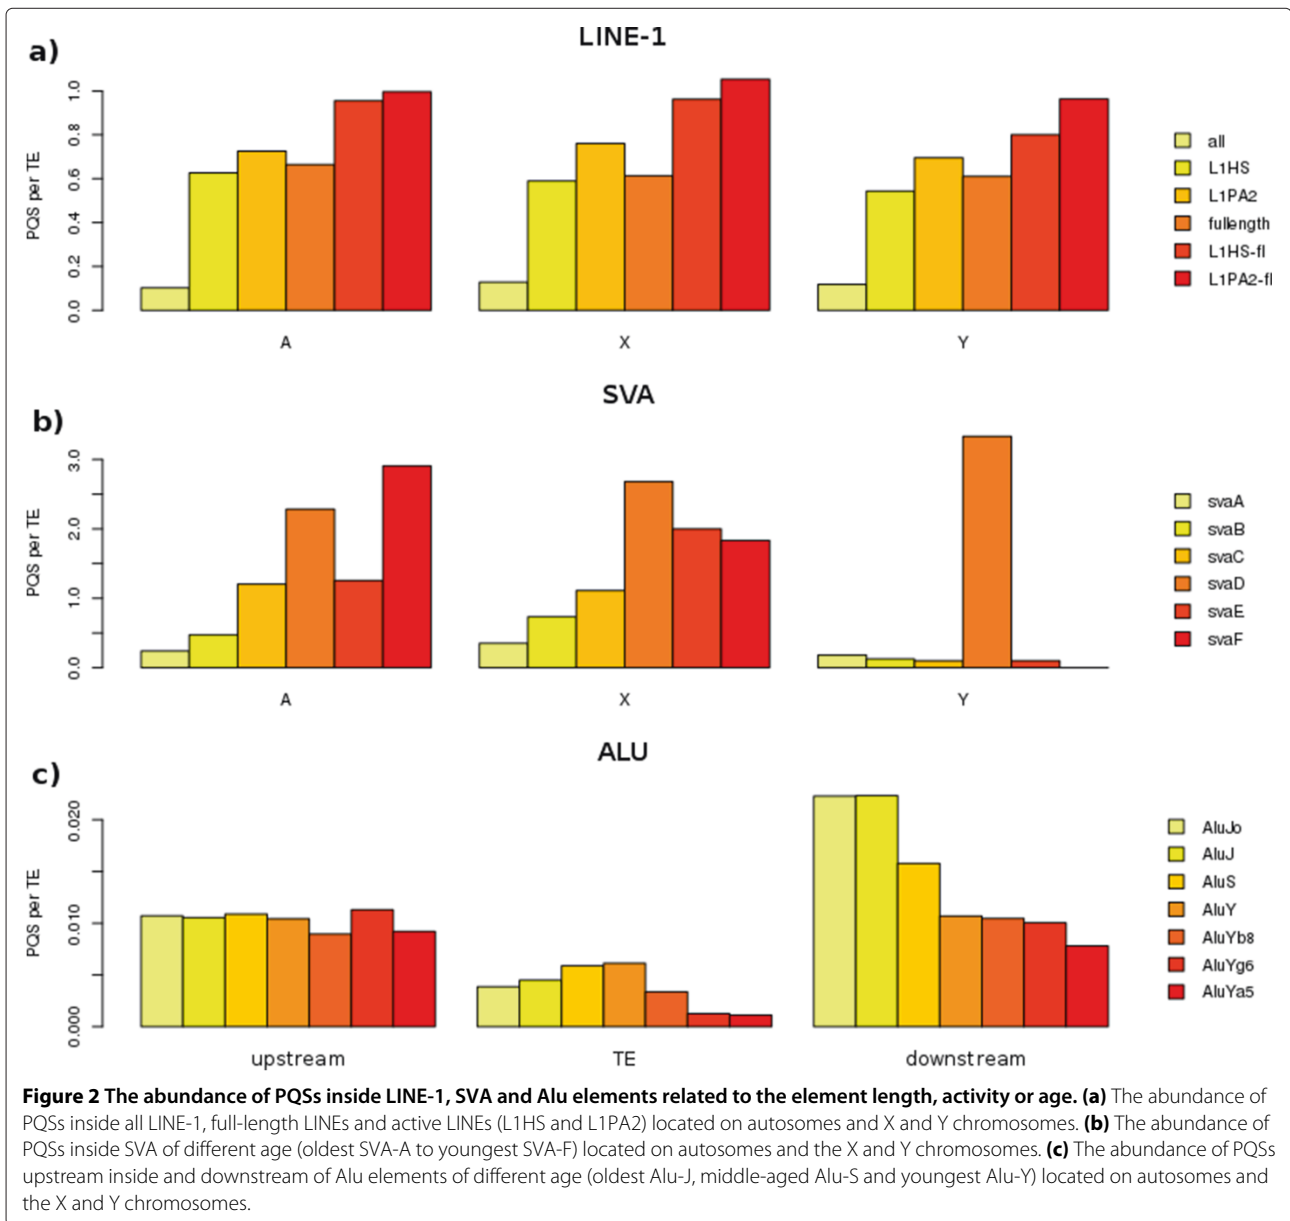 LINE-1
a)
1.0
0.8
0.6
0.4
0.2
0.0
PQS per TE
A
X
Y
all
L1HS
L1PA2
fullength
L1HS-fl
L1PA2-fl
SVA
b)
3.0
2.0
1.0
0.0
PQS per TE
A
X
Y
svaA
svaB
svaC
svaD
svaE
svaF
ALU
c)
0.020
0.010
0.000
PQS per TE
upstream
TE
downstream
AluJo
AluJ
AluS
AluY
AluYb8
AluYg6
AluYa5
Figure 2 The abundance of PQSs inside LINE-1, SVA and Alu elements related to the element length, activity or age. (a) The abundance of
PQSs inside all LINE-1, full-length LINEs and active LINEs (L1HS and L1PA2) located on autosomes and X and Y chromosomes. (b) The abundance of
PQSs inside SVA of different age (oldest SVA-A to youngest SVA-F) located on autosomes and the X and Y chromosomes. (c) The abundance of PQSs
upstream inside and downstream of Alu elements of different age (oldest Alu-J, middle-aged Alu-S and youngest Alu-Y) located on autosomes and
the X and Y chromosomes.